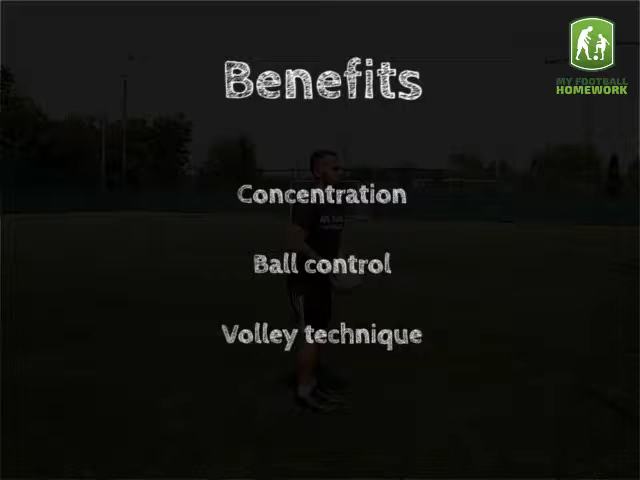 Benefits
MY FOOTBALL
HOMEWORK
Concentration
Ball control
Volley technique